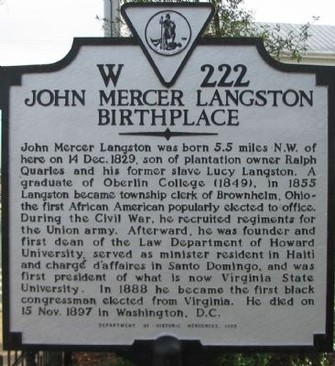 W 222
JOHN MERCER LANGSTON
BIRTHPLACE
John Mercer Langston was born 5.5 miles N.W. of
here on 14 Dec. 1829, son of plantation owner Ralph
Quarles and his former slave Lucy Langston. A
graduate of Oberlin College (1849), in 1855
Langston became township clerk of Brownhelm, Ohio-
the first African American popularly elected to office.
During the Civil War, he recruited regiments for
the Union army. Afterward, he was founder and
first dean of the Law Department of Howard
University, served as minister resident in Haiti
and chargé d'affaires in Santo Domingo, and was
first president of what is now Virginia State
University. In 1888 he became the first black
congressman elected from Virginia. He died on
15 Nov. 1897 in Washington, D.C.
DEPARTMENT OF HISTORIC RESOURCES,